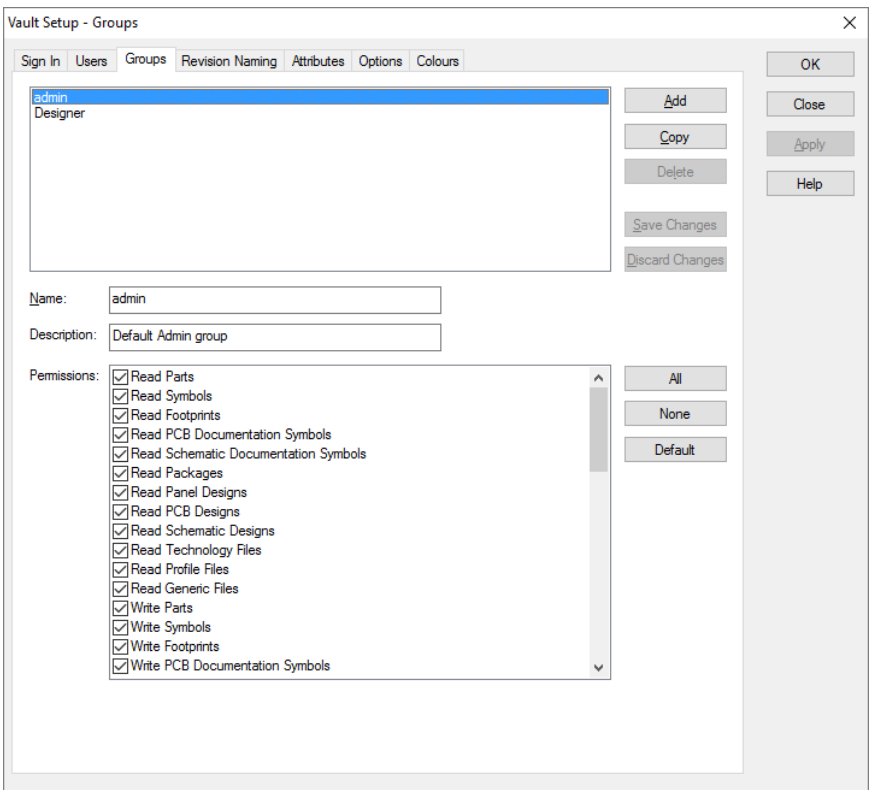 Vault Setup - Groups
Sign In Users Groups Revision Naming Attributes Options Colours
OK
Close
Apply
Help
admin
Designer
Add
Copy
Delete
Save Changes
Discard Changes
Name: admin
Description: Default Admin group
Permissions:
Read Parts
Read Symbols
Read Footprints
Read PCB Documentation Symbols
Read Schematic Documentation Symbols
Read Packages
Read Panel Designs
Read PCB Designs
Read Schematic Designs
Read Technology Files
Read Profile Files
Read Generic Files
Write Parts
Write Symbols
Write Footprints
Write PCB Documentation Symbols
All
None
Default